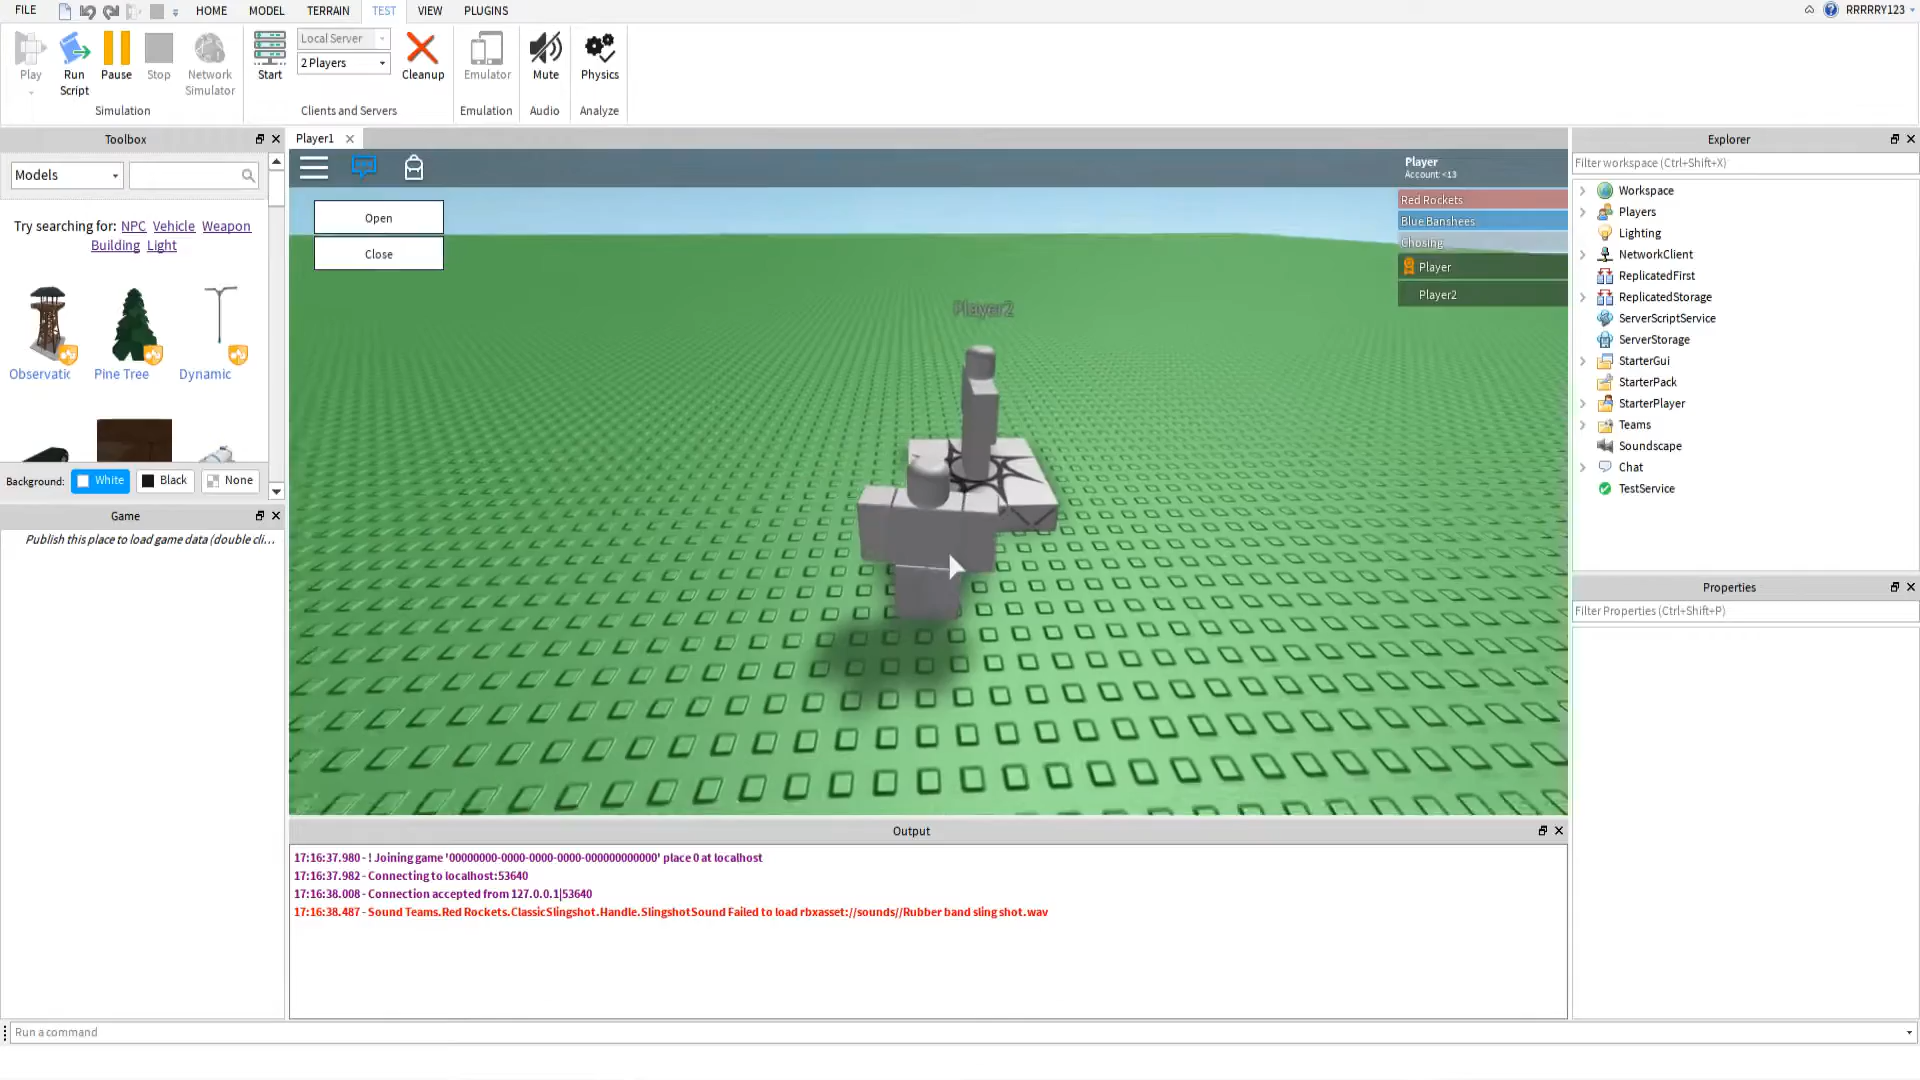 FILE
HOME
MODEL
TERRAIN
TEST
VIEW
PLUGINS
RRRRRY123
Play
Run Script
Pause
Stop
Network Simulator
Simulation
Start
Local Server
2 Players
Cleanup
Clients and Servers
Emulator
Emulation
Mute
Audio
Physics
Analyze
Toolbox
Models
Try searching for: NPC Vehicle Weapon
Building Light
Observatic
Pine Tree
Dynamic
Background: White Black None
Game
Publish this place to load game data (double cli...
Player1
Open
Close
Player2
Player
Account: <13
Red Rockets
Blue Banshees
Chosing
Player
Player2
Output
17:16:37.980 - ! Joining game '00000000-0000-0000-0000-000000000000' place 0 at localhost
17:16:37.982 - Connecting to localhost:53640
17:16:38.008 - Connection accepted from 127.0.0.1|53640
17:16:38.487 - Sound Teams.Red Rockets.ClassicSlingshot.Handle.SlingshotSound Failed to load rbxasset://sounds//Rubber band sling shot.wav
Explorer
Filter workspace (Ctrl+Shift+X)
Workspace
Players
Lighting
NetworkClient
ReplicatedFirst
ReplicatedStorage
ServerScriptService
ServerStorage
StarterGui
StarterPack
StarterPlayer
Teams
Soundscape
Chat
TestService
Properties
Filter Properties (Ctrl+Shift+P)
Run a command